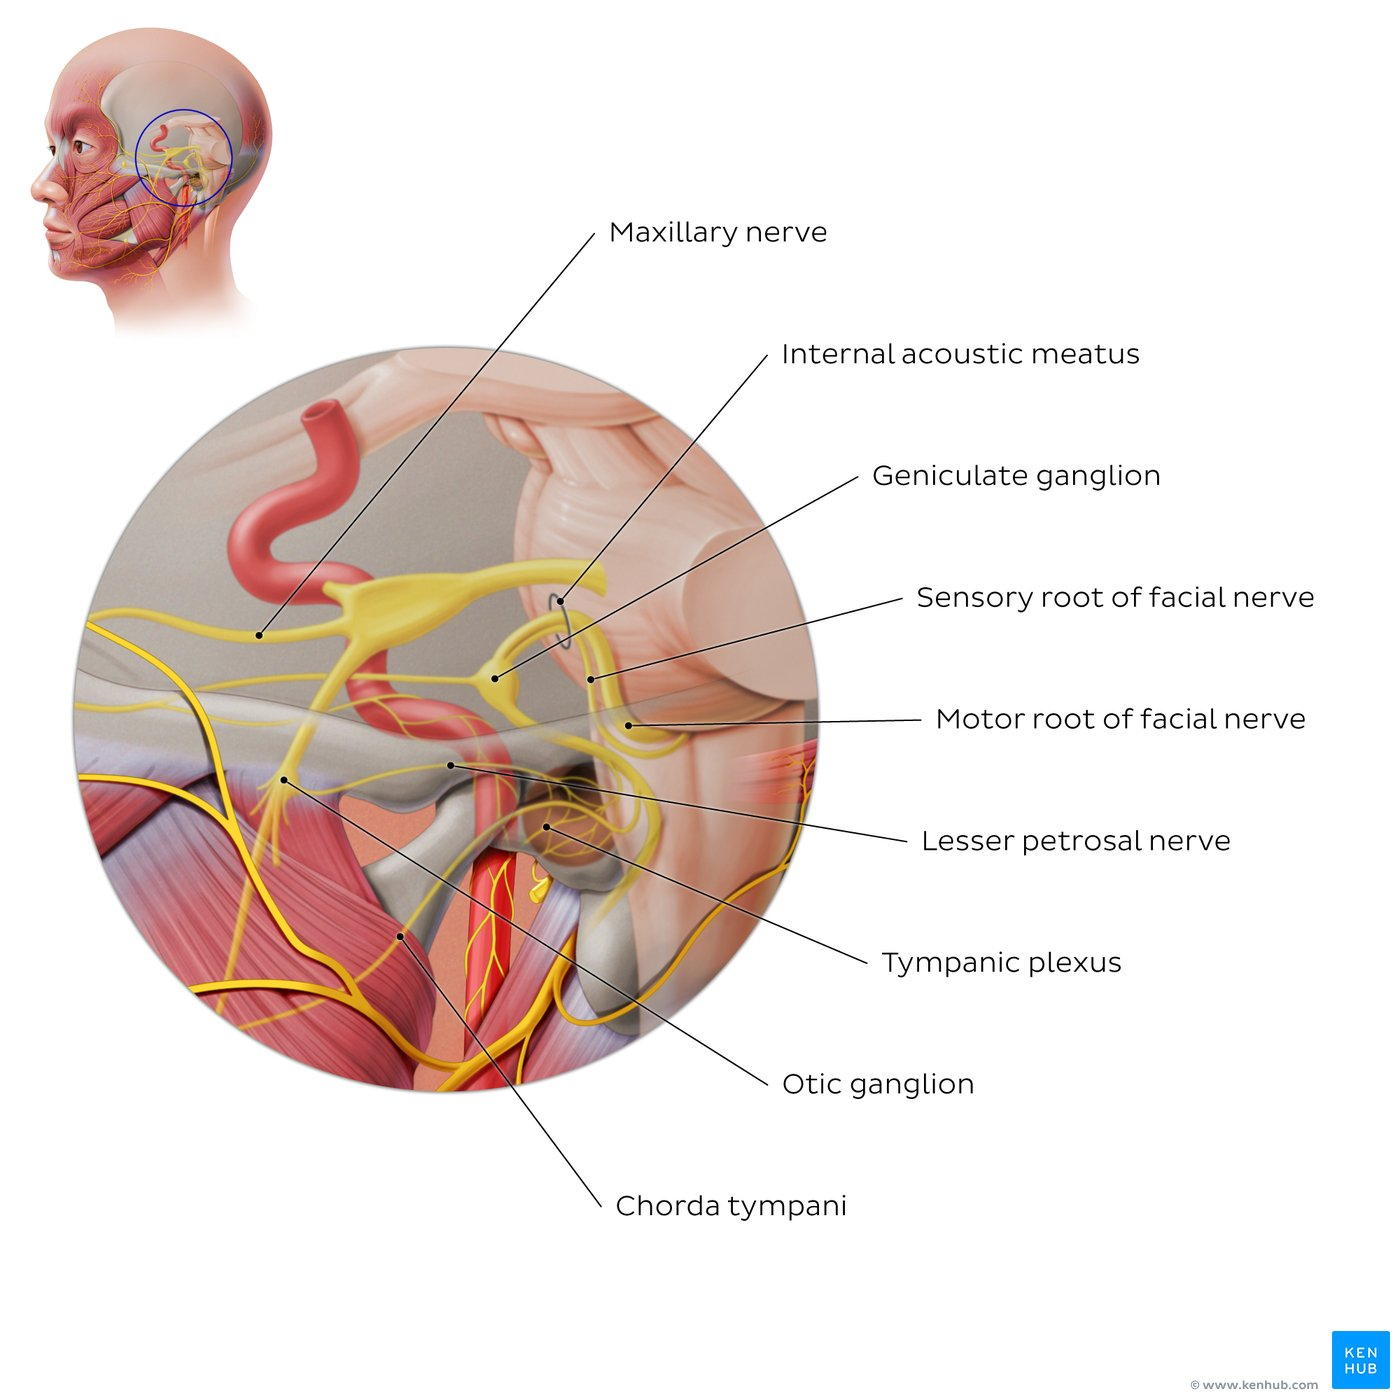 Maxillary nerve
Internal acoustic meatus
Geniculate ganglion
Sensory root of facial nerve
Motor root of facial nerve
Lesser petrosal nerve
Tympanic plexus
Otic ganglion
Chorda tympani
KEN
HUB
© www.kenhub.com